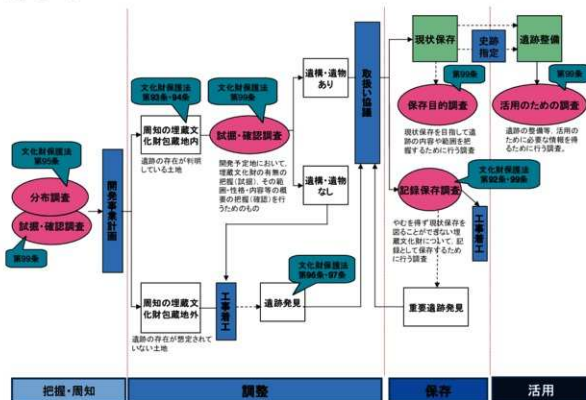 文化財保護法
第95条
分布調査
試掘・確認調査
第99条
開発事業計画
文化財保護法
第93条・94条
周知の埋蔵文
化財包蔵地内
遺跡の存在が判明
している土地
文化財保護法
第99条
試掘・確認調査
開発予定地において、
埋蔵文化財の有無の
把握(試掘)、その範
囲・性格・内容等の概
要の把握(確認)を行
うためのもの
遺構・遺物
あり
遺構・遺物
なし
周知の埋蔵文
化財包蔵地外
遺跡の存在が想定されて
いない土地
工事着工
遺跡発見
文化財保護法
第96条・97条
取扱い協議
現状保存
史跡
指定
遺跡整備
第99条
保存目的調査
現状保存を目指して遺
跡の内容や範囲を把
握するために行う調査
第99条
活用のための調査
遺跡の整備等、活用の
ために必要な情報を得
るために行う調査。
文化財保護法
第92条・99条
記録保存調査
やむを得ず現状保存を
図ることができない埋
蔵文化財について、記
録として保存するため
に行う調査
工事着工
重要遺跡発見
把握・周知
調整
保存
活用